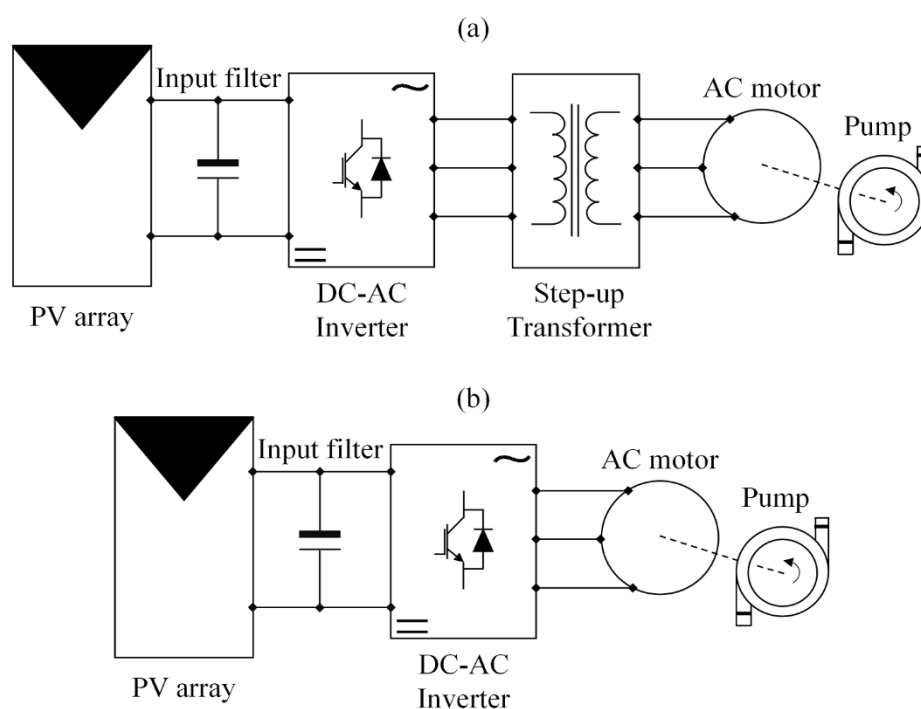 (a)
Input filter
AC motor
Pump
PV array
DC-AC
Inverter
Step-up
Transformer
(b)
Input filter
AC motor
Pump
PV array
DC-AC
Inverter